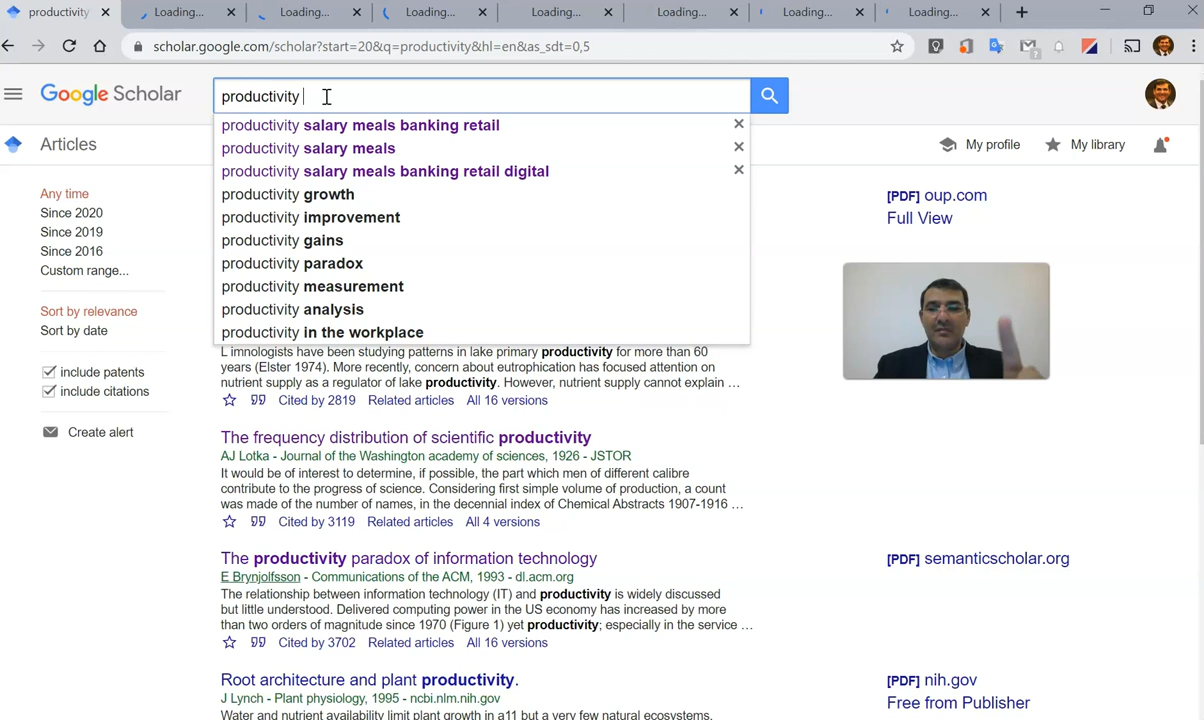 productivity
Loading...
Loading...
Loading...
Loading...
Loading...
Loading...
Loading...
scholar.google.com/scholar?start=20&q=productivity&hl=en&as_sdt=0,5
Google Scholar
productivity
productivity salary meals banking retail
productivity salary meals
productivity salary meals banking retail digital
productivity growth
productivity improvement
productivity gains
productivity paradox
productivity measurement
productivity analysis
productivity in the workplace
Articles
My profile
My library
Any time
Since 2020
Since 2019
Since 2016
Custom range...
Sort by relevance
Sort by date
include patents
include citations
Create alert
[PDF] oup.com
Full View
L imnologists have been studying patterns in lake primary productivity for more than 60
years (Elster 1974). More recently, concern about eutrophication has focused attention on
nutrient supply as a regulator of lake productivity. However, nutrient supply cannot explain ...
Cited by 2819 Related articles All 16 versions
The frequency distribution of scientific productivity
AJ Lotka - Journal of the Washington academy of sciences, 1926 - JSTOR
It would be of interest to determine, if possible, the part which men of different calibre
contribute to the progress of science. Considering first simple volume of production, a count
was made of the number of names, in the decennial index of Chemical Abstracts 1907-1916 ...
Cited by 3119 Related articles All 4 versions
The productivity paradox of information technology
E Brynjolfsson - Communications of the ACM, 1993 - dl.acm.org
The relationship between information technology (IT) and productivity is widely discussed
but little understood. Delivered computing power in the US economy has increased by more
than two orders of magnitude since 1970 (Figure 1) yet productivity; especially in the service ...
Cited by 3702 Related articles All 16 versions
[PDF] semanticscholar.org
Root architecture and plant productivity.
J Lynch - Plant physiology, 1995 - ncbi.nlm.nih.gov
Water and nutrient availability limit plant growth in a11 but a very few natural ecosystems.
[PDF] nih.gov
Free from Publisher